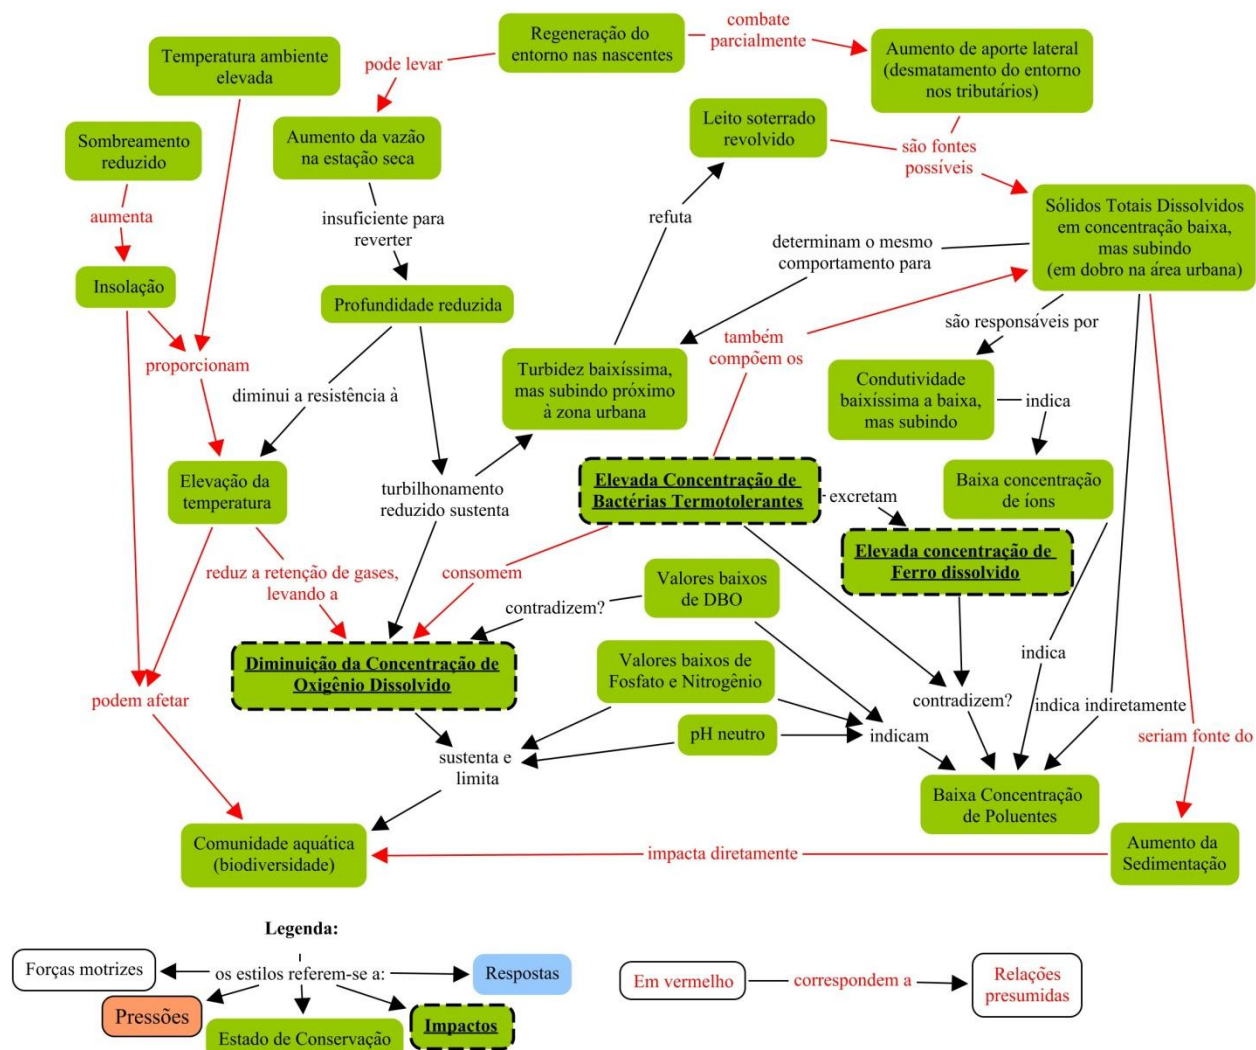 Temperatura ambiente
elevada
Regeneração do
entorno nas nascentes
combate
parcialmente
Aumento de aporte lateral
(desmatamento do entorno
nos tributários)
pode levar
Sombreamento
reduzido
Aumento da vazão
na estação seca
Leito soterrado
revolvido
são fontes
possíveis
aumenta
insuficiente para
reverter
refuta
determinam o mesmo
comportamento para
Sólidos Totais Dissolvidos
em concentração baixa,
mas subindo
(em dobro na área urbana)
Insolação
Profundidade reduzida
são responsáveis por
proporcionam
diminui a resistência à
Turbidez baixíssima,
mas subindo próximo
à zona urbana
também
compõem os
Condutividade
baixíssima a baixa,
mas subindo
indica
Elevação da
temperatura
turbilhonamento
reduzido sustenta
Elevada Concentração de
Bactérias Termotolerantes
excretam
Baixa concentração
de íons
Elevada concentração de
Ferro dissolvido
reduz a retenção de gases,
levando a
consomem
contradizem?
Valores baixos
de DBO
Diminuição da Concentração de
Oxigênio Dissolvido
Valores baixos de
Fosfato e Nitrogênio
indica
podem afetar
contradizem?
indica indiretamente
pH neutro
indicam
seriam fonte do
sustenta e
limita
Baixa Concentração
de Poluentes
Comunidade aquática
(biodiversidade)
impacta diretamente
Aumento da
Sedimentação
Legenda:
Forças motrizes
os estilos referem-se a:
Respostas
Pressões
Estado de Conservação
Impactos
Em vermelho
correspondem a
Relações
presumidas